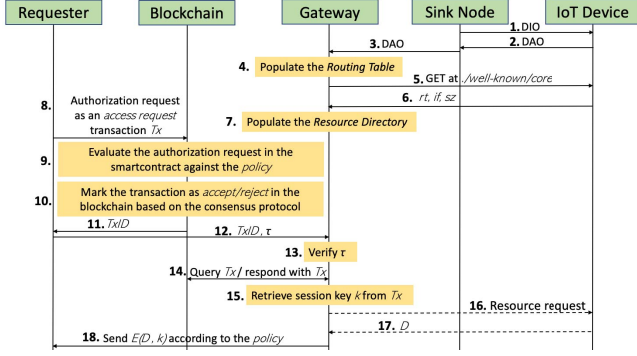 Requester Blockchain Gateway Sink Node IoT Device
1. DIO
2. DAO
3. DAO
4. Populate the Routing Table
5. GET at ./well-known/core
6. rt, if, sz
7. Populate the Resource Directory
8. Authorization request
as an access request
transaction Tx
9. Evaluate the authorization request in the
smartcontract against the policy
10. Mark the transaction as accept/reject in the
blockchain based on the consensus protocol
11. TxID
12. TxID, τ
13. Verify τ
14. Query Tx / respond with Tx
15. Retrieve session key k from Tx
16. Resource request
17. D
18. Send E(D, k) according to the policy